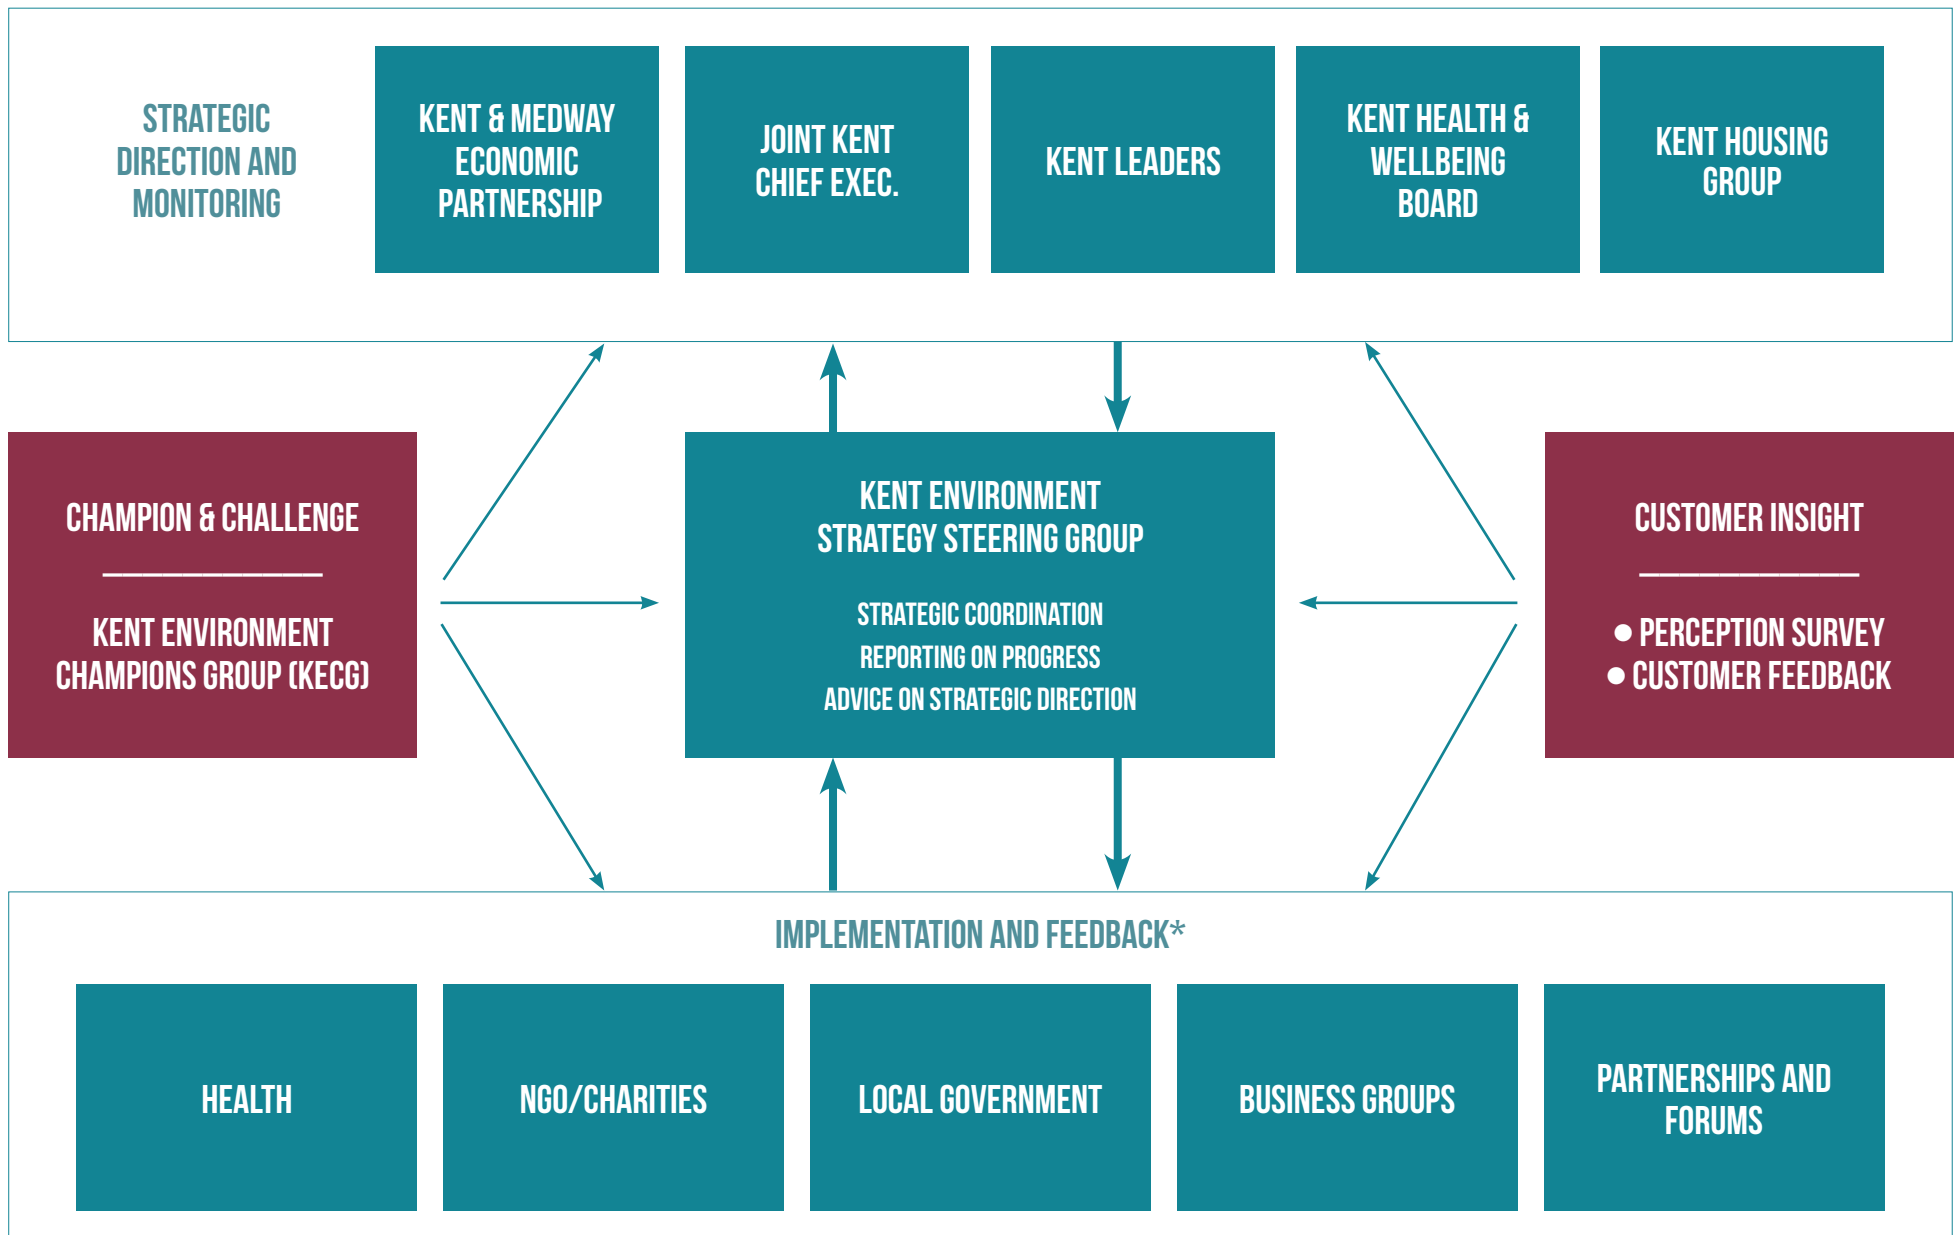 STRATEGIC
DIRECTION AND
MONITORING
KENT & MEDWAY
ECONOMIC
PARTNERSHIP
JOINT KENT
CHIEF EXEC.
KENT LEADERS
KENT HEALTH &
WELLBEING
BOARD
KENT HOUSING
GROUP
CHAMPION & CHALLENGE
KENT ENVIRONMENT
CHAMPIONS GROUP (KECG)
KENT ENVIRONMENT
STRATEGY STEERING GROUP
STRATEGIC COORDINATION
REPORTING ON PROGRESS
ADVICE ON STRATEGIC DIRECTION
CUSTOMER INSIGHT
● PERCEPTION SURVEY
● CUSTOMER FEEDBACK
IMPLEMENTATION AND FEEDBACK*
HEALTH
NGO/CHARITIES
LOCAL GOVERNMENT
BUSINESS GROUPS
PARTNERSHIPS AND
FORUMS